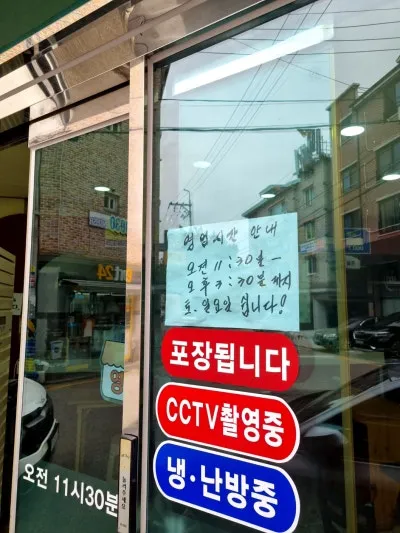 영업시간 안내
오전 11:30분 -
오후 3:30분 까지
토.일요일 쉽니다!
포장됩니다
CCTV촬영중
냉·난방중
오전 11시30분